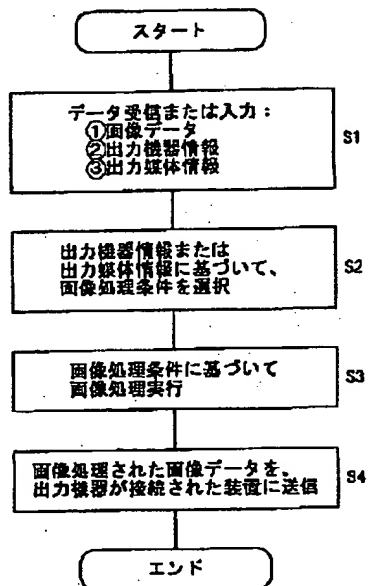 スタート
データ受信または入力：
①画像データ
②出力機器情報
③出力媒体情報
S1
出力機器情報または
出力媒体情報に基づいて、
画像処理条件を選択
S2
画像処理条件に基づいて
画像処理実行
S3
画像処理された画像データを、
出力機器が接続された装置に送信
S4
エンド